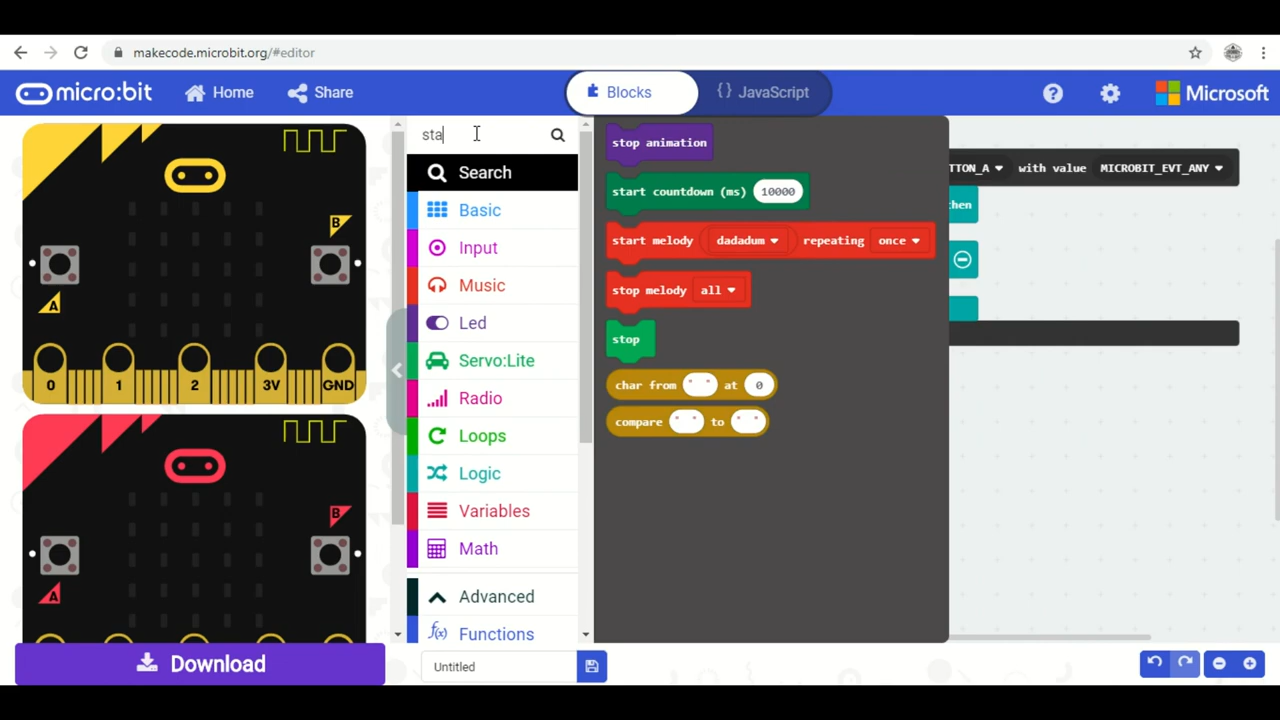 makecode.microbit.org/#editor
micro:bit Home Share Blocks {} JavaScript ? Microsoft
sta
Search
Basic
Input
Music
Led
Servo:Lite
Radio
Loops
Logic
Variables
Math
Advanced
f(x) Functions
stop animation
start countdown (ms) 10000
start melody dadadum repeating once
stop melody all
stop
char from " " at 0
compare " " to " "
TTON_A with value MICROBIT_EVT_ANY
hen
B
A
0 1 2 3V GND
B
A
Download
Untitled